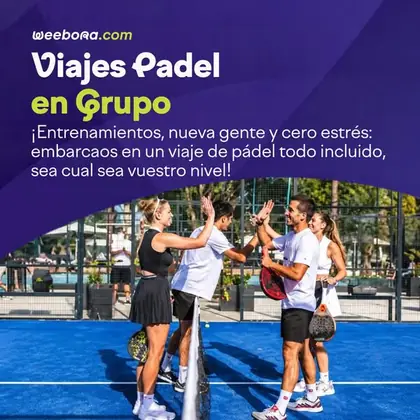 weebora.com
Viajes Padel
en Grupo
¡Entrenamientos, nueva gente y cero estrés:
embarcaos en un viaje de pádel todo incluido,
sea cual sea vuestro nivel!